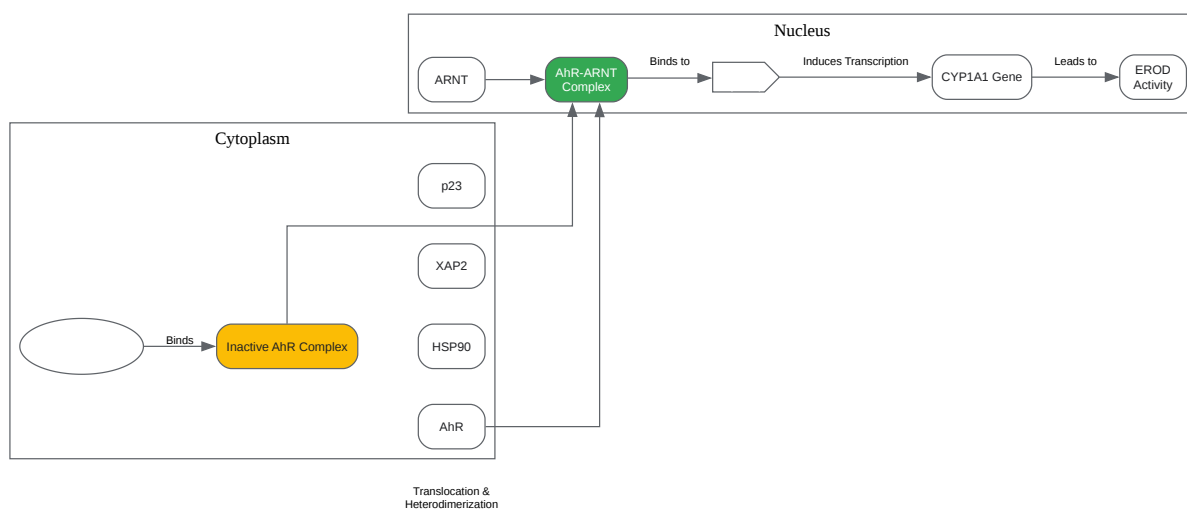 Nucleus
ARNT
AhR-ARNT
Complex
Binds to
Induces Transcription
CYP1A1 Gene
Leads to
EROD
Activity
Cytoplasm
p23
XAP2
Binds
Inactive AhR Complex
HSP90
AhR
Translocation &
Heterodimerization